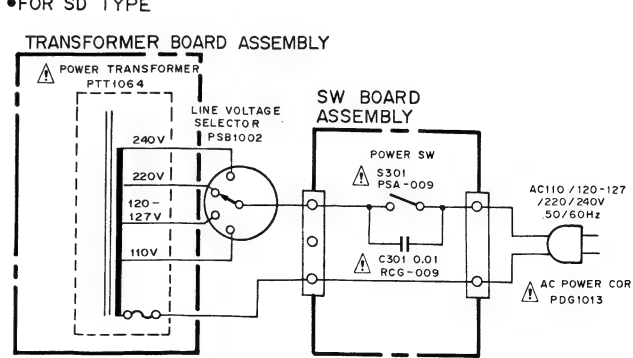 •FOR SD TYPE
TRANSFORMER BOARD ASSEMBLY
POWER TRANSFORMER
PTT1064
LINE VOLTAGE
SELECTOR
PSB1002
240V
220V
120-
127V
110V
SW BOARD
ASSEMBLY
POWER SW
S301
PSA-009
C301 0.01
RCG-009
AC110/120-127
/220/240V
50/60Hz
AC POWER COR
PDG1013